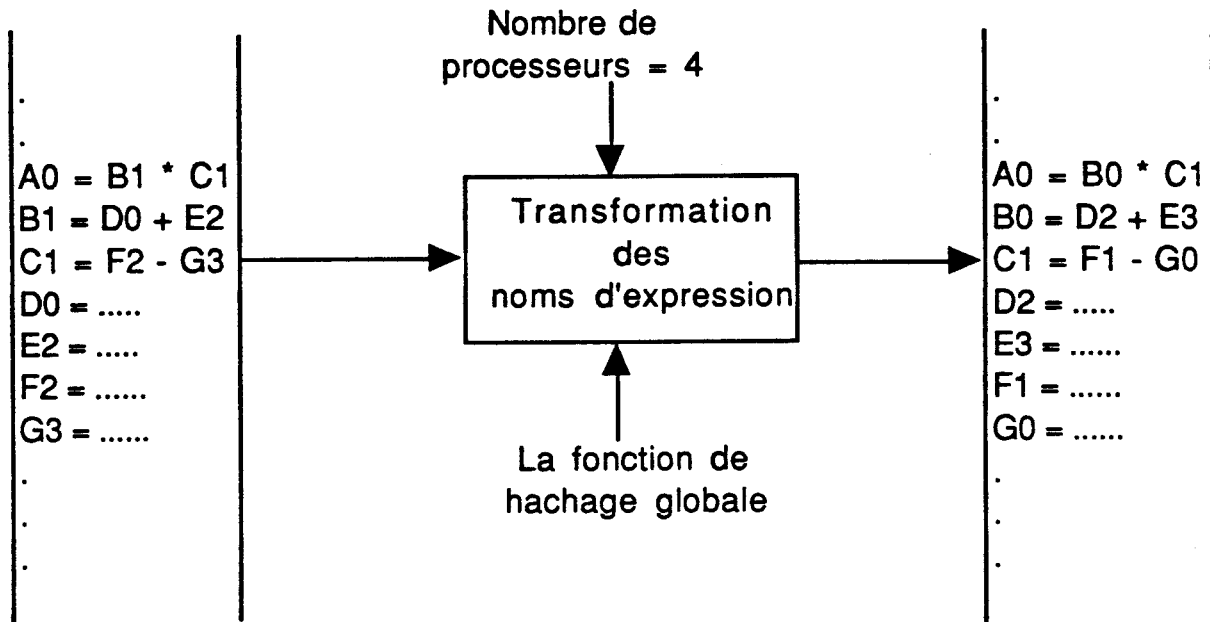 Nombre de
processeurs = 4
.
.
A0 = B1 * C1
B1 = D0 + E2
C1 = F2 - G3
D0 = .....
E2 = .....
F2 = ......
G3 = ......
.
.
.
Transformation
des
noms d'expression
La fonction de
hachage globale
.
.
A0 = B0 * C1
B0 = D2 + E3
C1 = F1 - G0
D2 = .....
E3 = ......
F1 = .....
G0 = ......
.
.
.